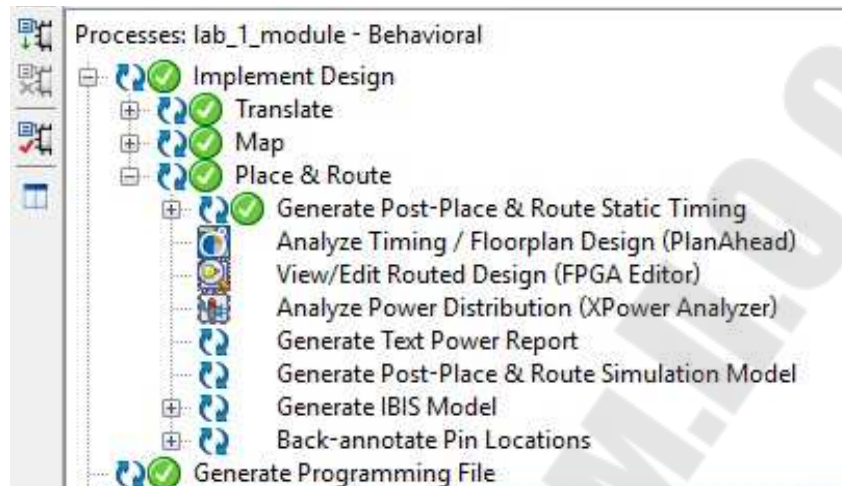 Processes: lab_1_module - Behavioral
Implement Design
Translate
Map
Place & Route
Generate Post-Place & Route Static Timing
Analyze Timing / Floorplan Design (PlanAhead)
View/Edit Routed Design (FPGA Editor)
Analyze Power Distribution (XPower Analyzer)
Generate Text Power Report
Generate Post-Place & Route Simulation Model
Generate IBIS Model
Back-annotate Pin Locations
Generate Programming File